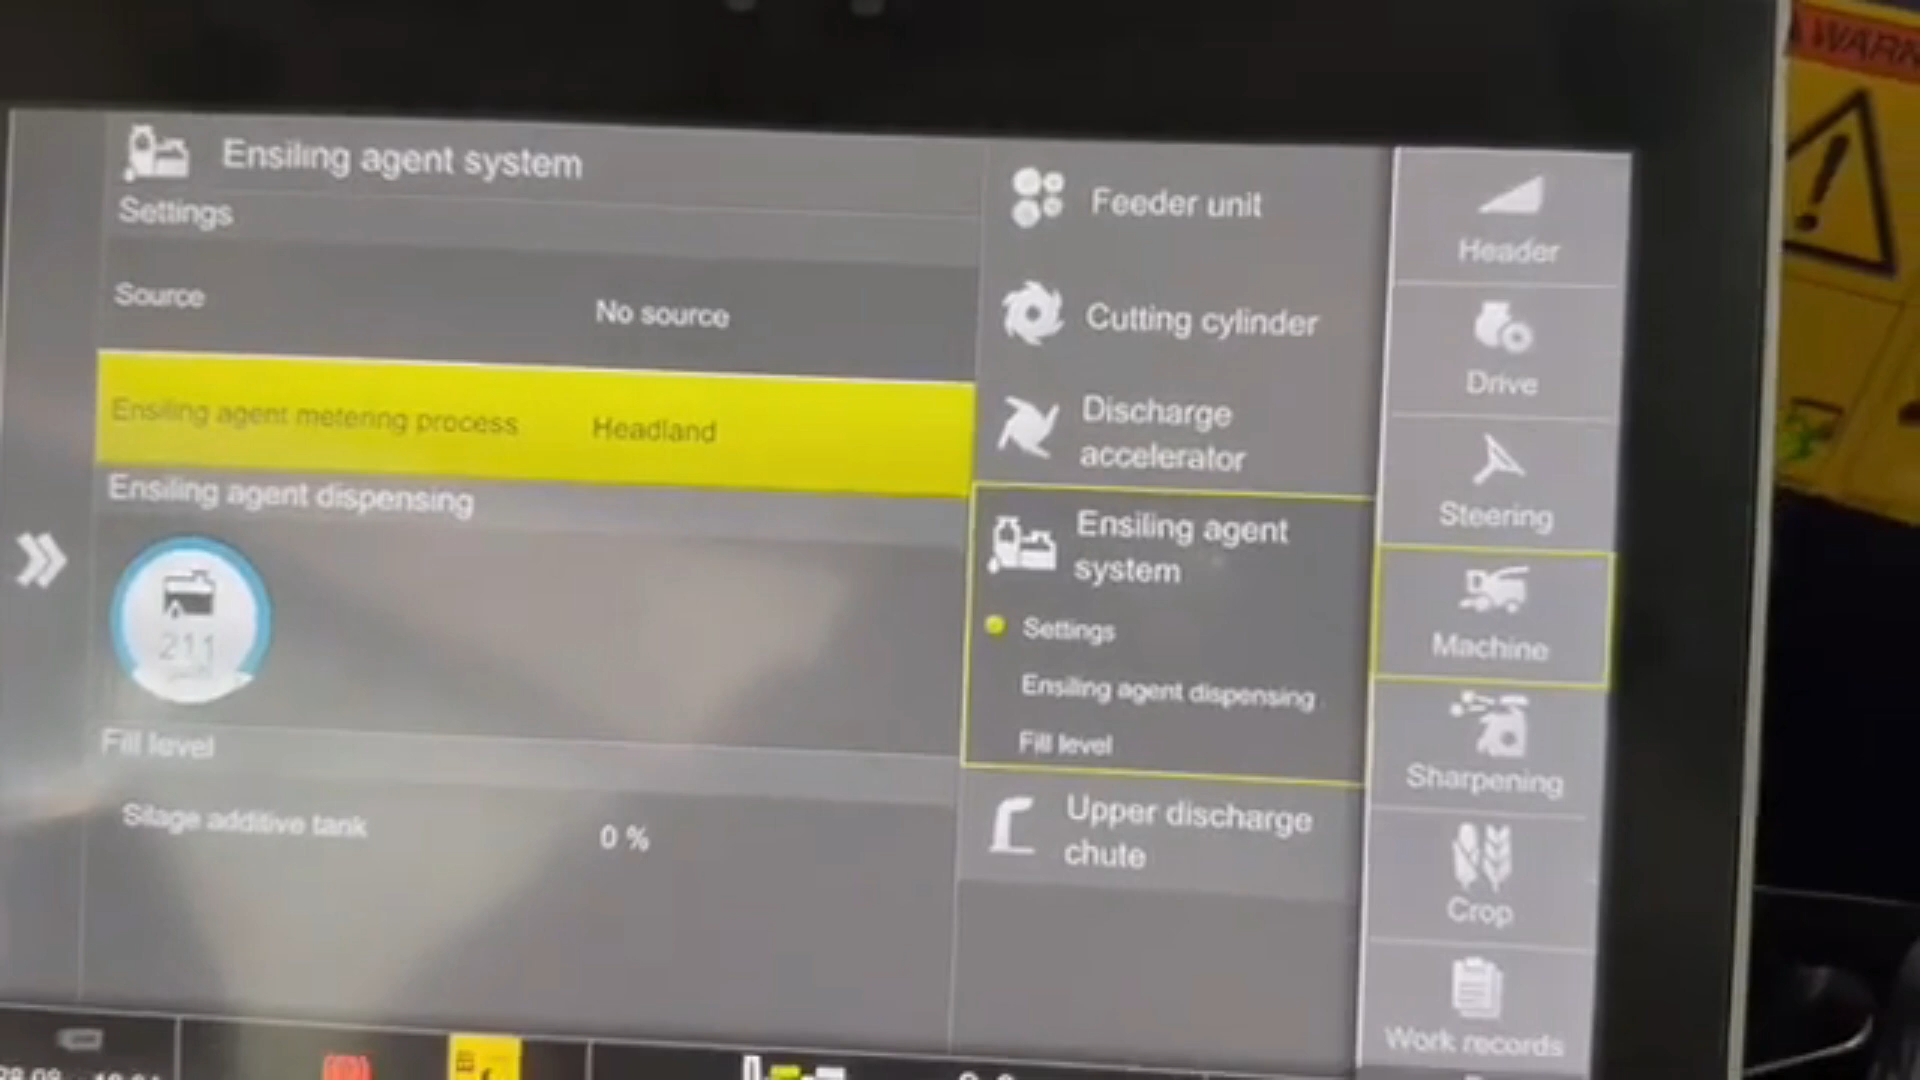 Ensiling agent system
Settings
Source
No source
Ensiling agent metering process
Headland
Ensiling agent dispensing
211
Fill level
Silage additive tank
0 %
Feeder unit
Cutting cylinder
Discharge
accelerator
Ensiling agent
system
Settings
Ensiling agent dispensing
Fill level
Upper discharge
chute
Header
Drive
Steering
Machine
Sharpening
Crop
Work records